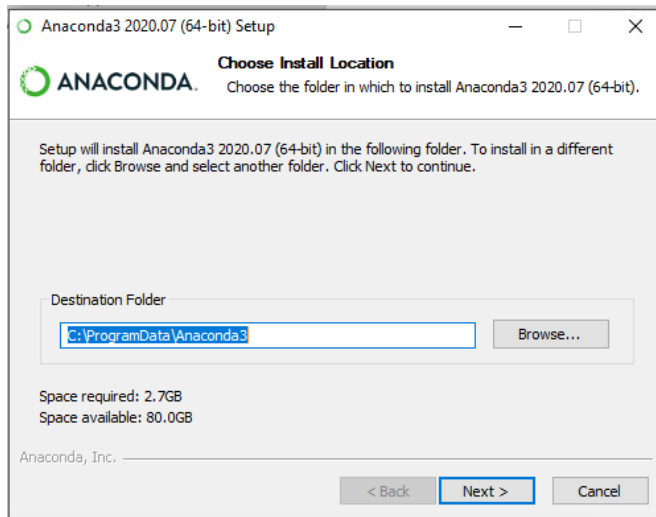 Anaconda3 2020.07 (64-bit) Setup
ANACONDA.
Choose Install Location
Choose the folder in which to install Anaconda3 2020.07 (64-bit).
Setup will install Anaconda3 2020.07 (64-bit) in the following folder. To install in a different
folder, click Browse and select another folder. Click Next to continue.
Destination Folder
C:\ProgramData\Anaconda3
Browse...
Space required: 2.7GB
Space available: 80.0GB
Anaconda, Inc.
< Back
Next >
Cancel